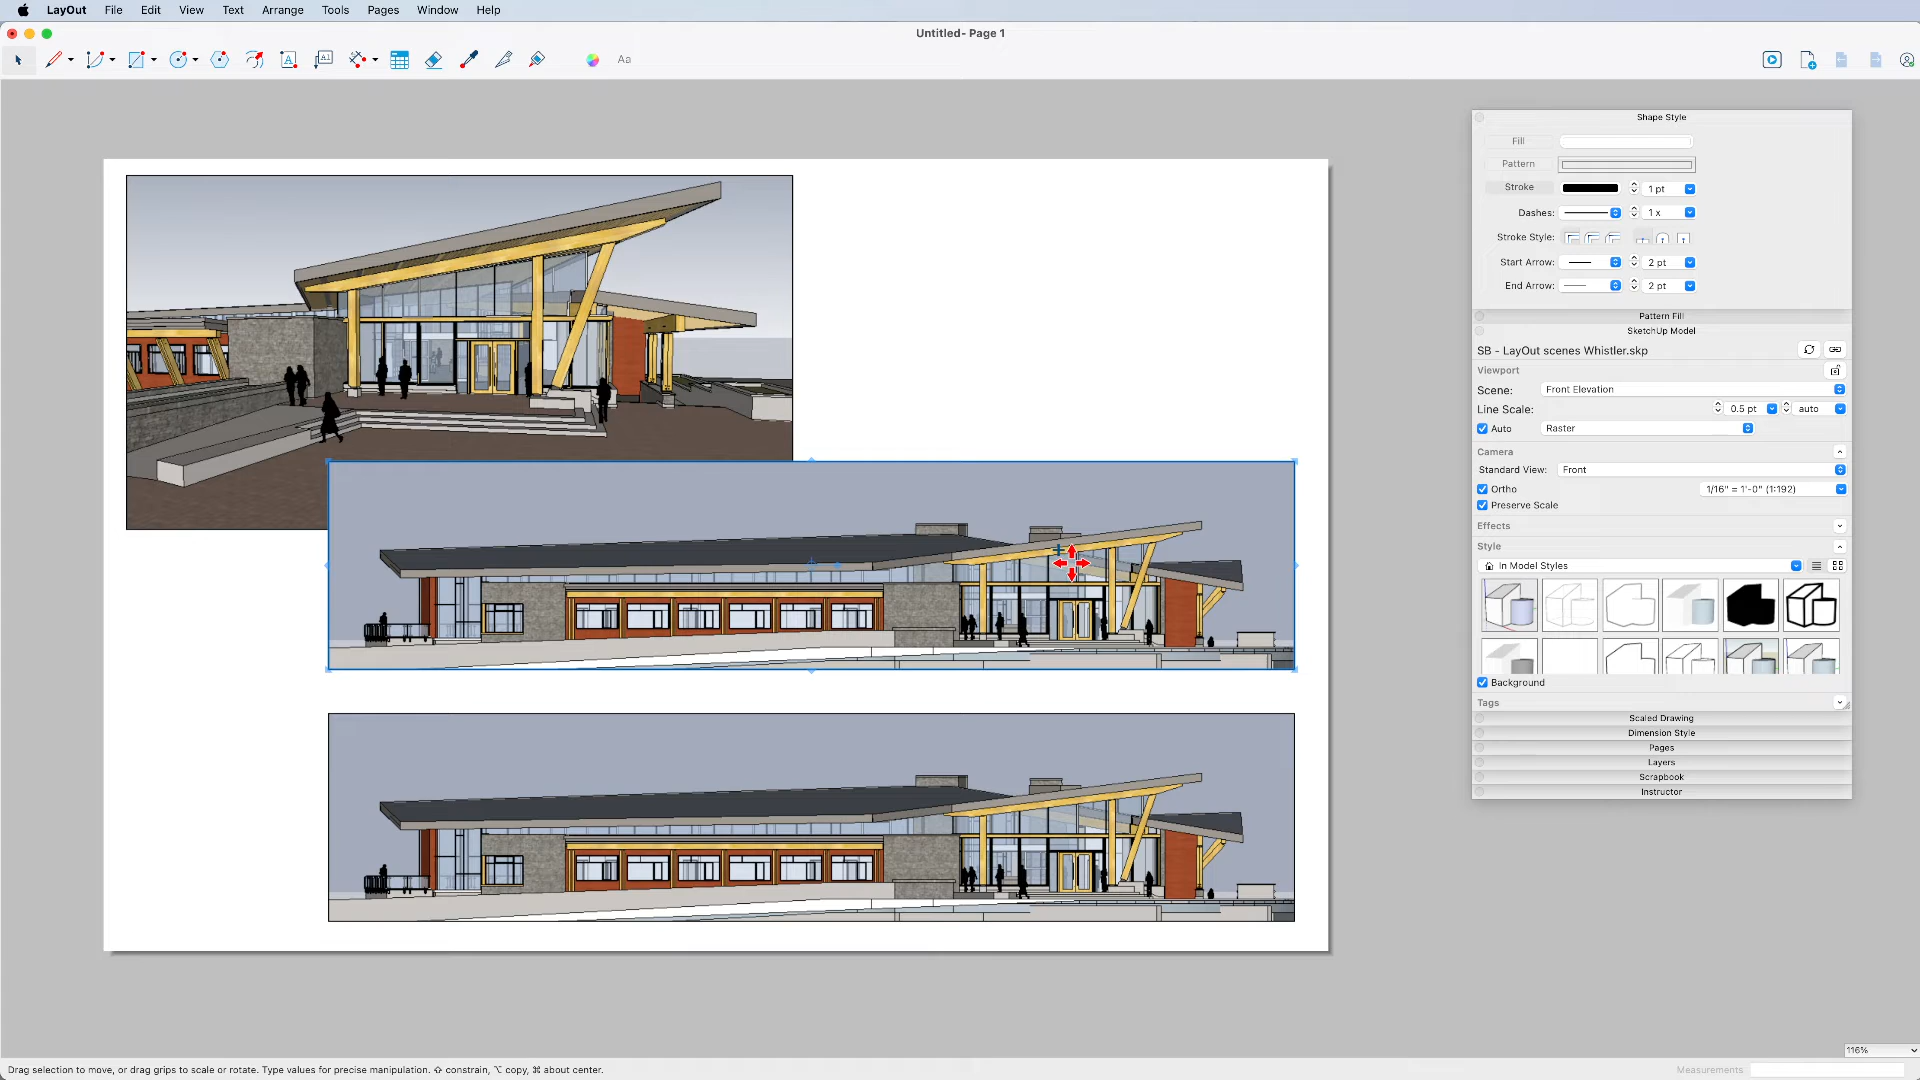 LayOut File Edit View Text Arrange Tools Pages Window Help
Untitled- Page 1
A A1 Aa
Shape Style
Fill
Pattern
Stroke 1 pt
Dashes: 1 x
Stroke Style:
Start Arrow: 2 pt
End Arrow: 2 pt
Pattern Fill
SketchUp Model
SB - LayOut scenes Whistler.skp
Viewport
Scene: Front Elevation
Line Scale: 0.5 pt auto
Auto Raster
Camera
Standard View: Front
Ortho 1/16" = 1'-0" (1:192)
Preserve Scale
Effects
Style
In Model Styles
Background
Tags
Scaled Drawing
Dimension Style
Pages
Layers
Scrapbook
Instructor
116%
Drag selection to move, or drag grips to scale or rotate. Type values for precise manipulation. ⇧ constrain, ⌥ copy, ⌘ about center.
Measurements